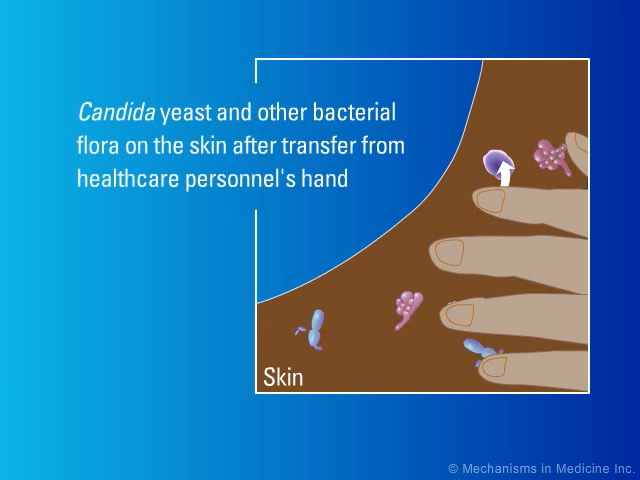 Candida yeast and other bacterial
flora on the skin after transfer from
healthcare personnel's hand
Skin
© Mechanisms in Medicine Inc.